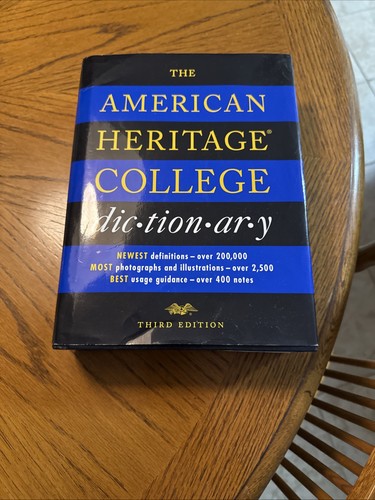 THE
AMERICAN
HERITAGE®
COLLEGE
dic•tion•ar•y
NEWEST definitions – over 200,000
MOST photographs and illustrations – over 2,500
BEST usage guidance – over 400 notes
THIRD EDITION